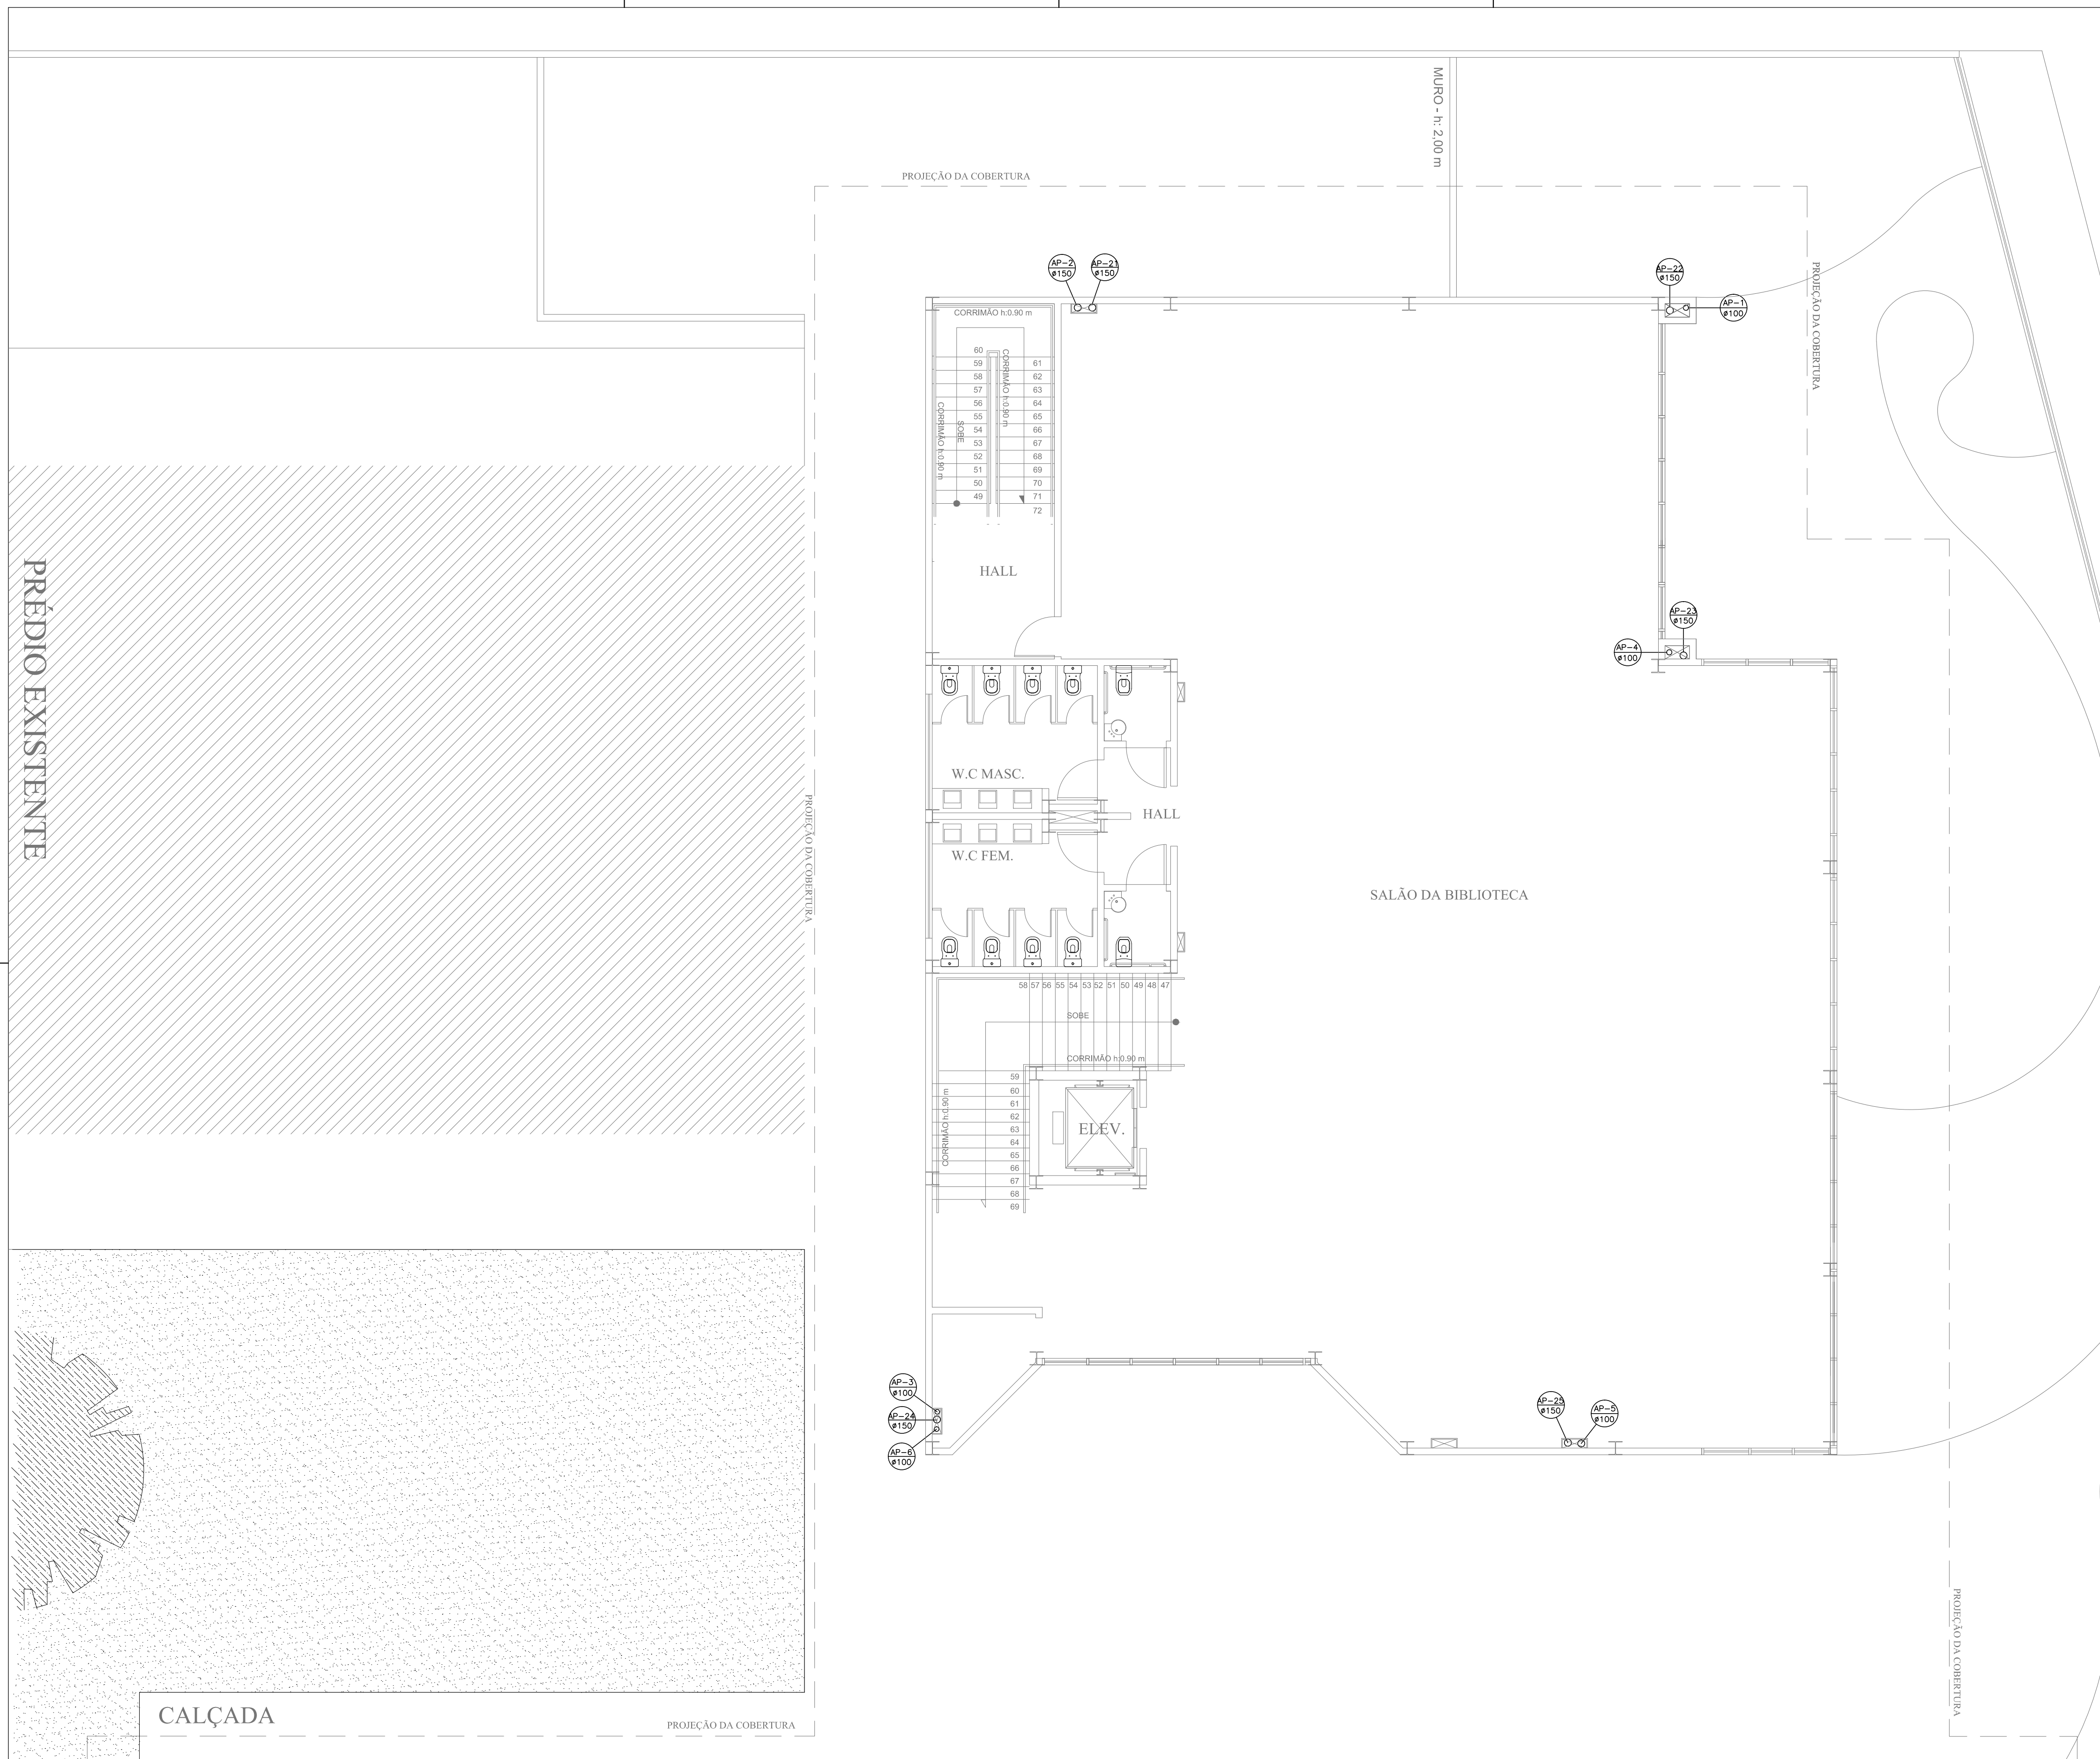 MURO - h: 2,00 m
PROJEÇÃO DA COBERTURA
AP-2
ø150
AP-21
ø150
AP-22
ø150
AP-1
ø100
PROJEÇÃO DA COBERTURA
CORRIMÃO h:0.90 m
60
59
58
57
56
55
54
53
52
51
50
49
CORRIMÃO h:0.90 m
CORRIMÃO h:0.90 m
SOBE
61
62
63
64
65
66
67
68
69
70
71
72
HALL
PRÉDIO EXISTENTE
AP-23
ø150
AP-4
ø100
W.C MASC.
HALL
W.C FEM.
PROJEÇÃO DA COBERTURA
SALÃO DA BIBLIOTECA
58 57 56 55 54 53 52 51 50 49 48 47
SOBE
CORRIMÃO h:0.90 m
59
60
61
62
63
64
65
66
67
68
69
CORRIMÃO h:0.90 m
ELEV.
AP-3
ø100
AP-24
ø150
AP-6
ø100
AP-25
ø150
AP-5
ø100
PROJEÇÃO DA COBERTURA
CALÇADA
PROJEÇÃO DA COBERTURA